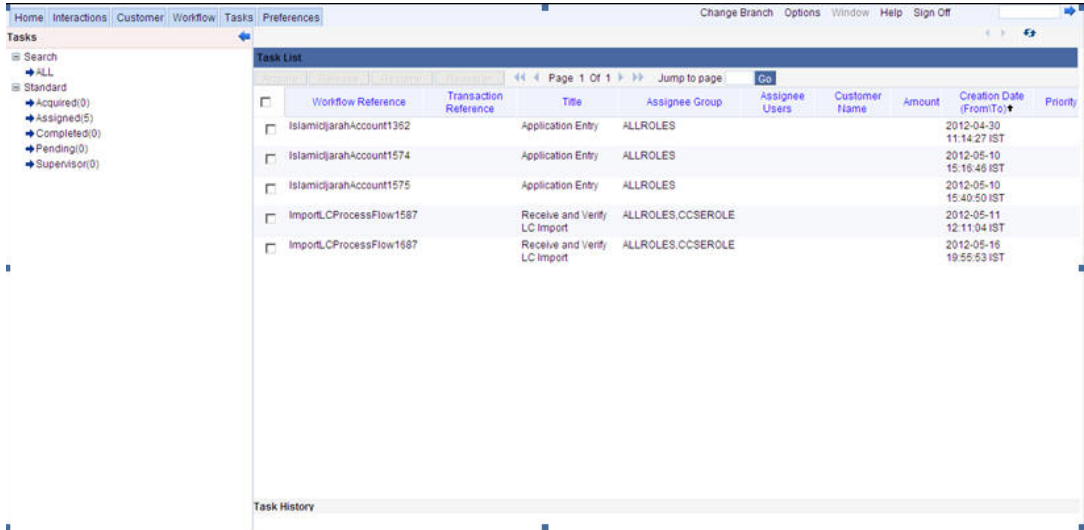 Home Interactions Customer Workflow Tasks Preferences
Change Branch Options Window Help Sign Off
Tasks
Search
ALL
Standard
Acquired(0)
Assigned(5)
Completed(0)
Pending(0)
Supervisor(0)
Task List
Page 1 Of 1 Jump to page Go
Workflow Reference Transaction Reference Title Assignee Group Assignee Users Customer Name Amount Creation Date (From\To) Priority
IslamicIjarahAccount1362 Application Entry ALLROLES 2012-04-30
11:14:27 IST
IslamicIjarahAccount1574 Application Entry ALLROLES 2012-05-10
15:16:46 IST
IslamicIjarahAccount1575 Application Entry ALLROLES 2012-05-10
15:40:50 IST
ImportLCProcessFlow1587 Receive and Verify ALLROLES,CCSEROLE 2012-05-11
LC Import 12:11:04 IST
ImportLCProcessFlow1687 Receive and Verify ALLROLES,CCSEROLE 2012-05-16
LC Import 19:55:53 IST
Task History